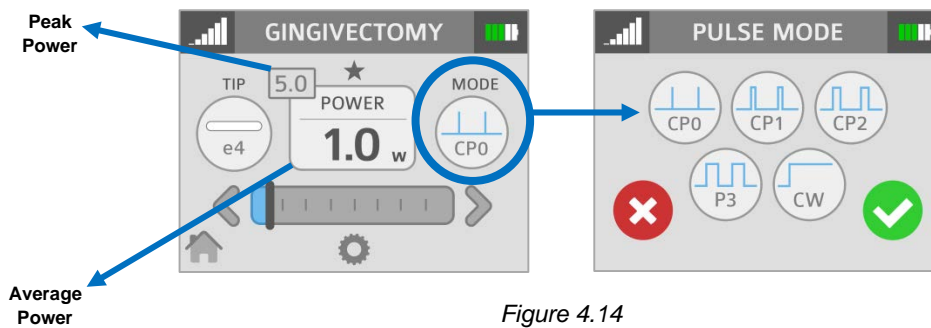 Peak
Power
GINGIVECTOMY
TIP
5.0
MODE
POWER
1.0 w
e4
CP0
PULSE MODE
CP0
CP1
CP2
P3
CW
Average
Power
Figure 4.14